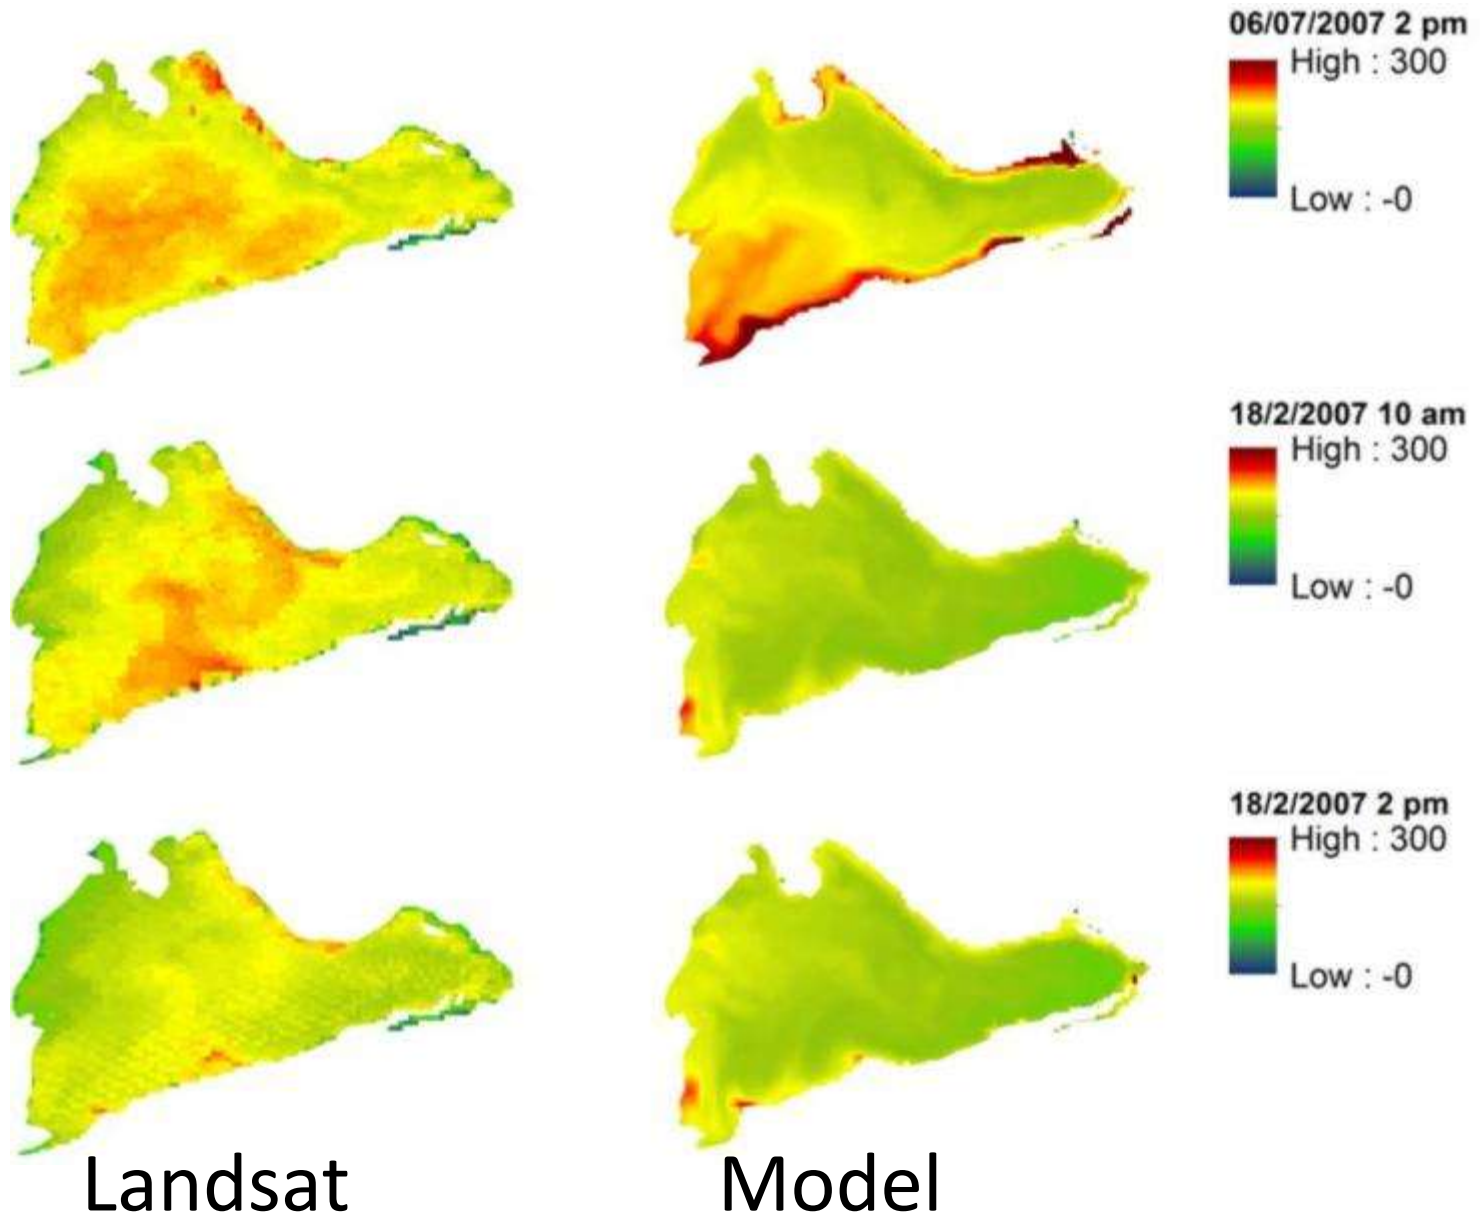 06/07/2007 2 pm
High : 300
Low : -0
18/2/2007 10 am
High : 300
Low : -0
18/2/2007 2 pm
High : 300
Low : -0
Landsat
Model